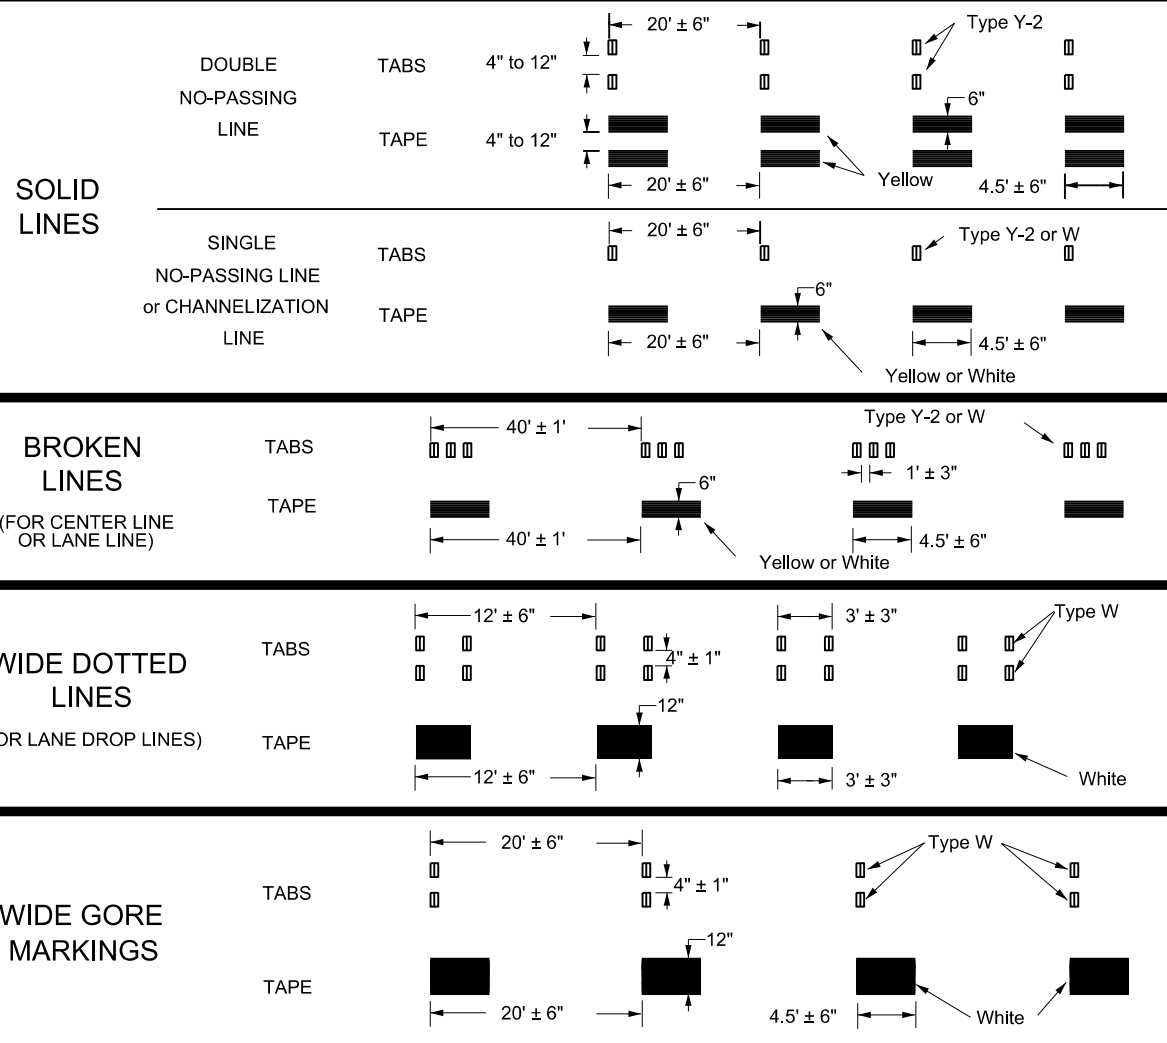 SOLID
LINES
DOUBLE
NO-PASSING
LINE
TABS
20' ± 6"
4" to 12"
Type Y-2
TAPE
4" to 12"
6"
Yellow
20' ± 6"
4.5' ± 6"
SINGLE
NO-PASSING LINE
or CHANNELIZATION
LINE
TABS
20' ± 6"
Type Y-2 or W
TAPE
6"
20' ± 6"
4.5' ± 6"
Yellow or White
BROKEN
LINES
(FOR CENTER LINE
OR LANE LINE)
TABS
40' ± 1'
Type Y-2 or W
1' ± 3"
TAPE
6"
40' ± 1'
4.5' ± 6"
Yellow or White
WIDE DOTTED
LINES
OR LANE DROP LINES)
TABS
12' ± 6"
3' ± 3"
Type W
4" ± 1"
TAPE
12"
12' ± 6"
3' ± 3"
White
WIDE GORE
MARKINGS
TABS
20' ± 6"
4" ± 1"
Type W
TAPE
12"
20' ± 6"
4.5' ± 6"
White